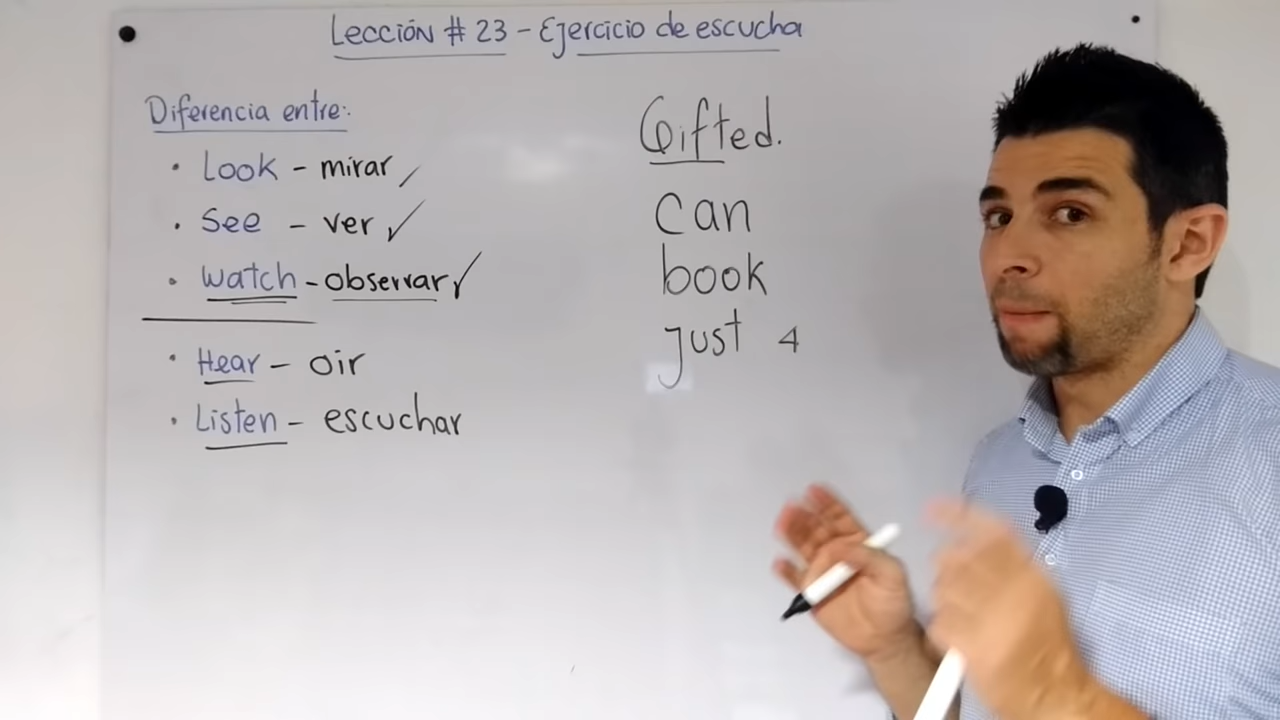 Lección # 23 - Ejercicio de escucha
Diferencia entre:
• Look - mirar ✓
• See - ver ✓
• Watch - observar ✓
• Hear - oir
• Listen - escuchar
Gifted.
Can
book
just 4